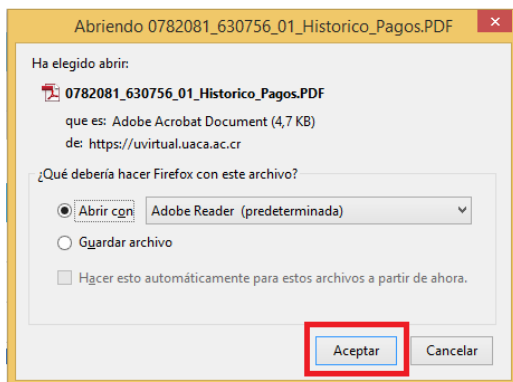 Abriendo 0782081_630756_01_Historico_Pagos.PDF
Ha elegido abrir:
0782081_630756_01_Historico_Pagos.PDF
que es: Adobe Acrobat Document (4,7 KB)
de: https://uvirtual.uaca.ac.cr
¿Qué debería hacer Firefox con este archivo?
Abrir con Adobe Reader (predeterminada)
Guardar archivo
Hacer esto automáticamente para estos archivos a partir de ahora.
Aceptar Cancelar